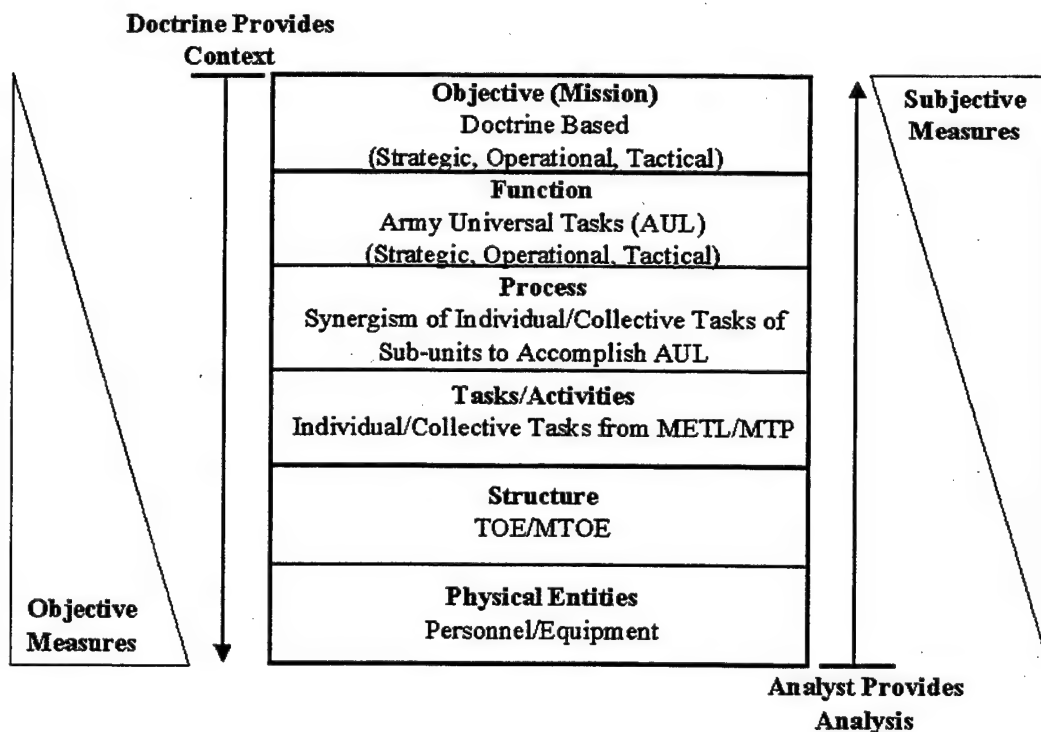 Doctrine Provides
Context
Objective (Mission)
Doctrine Based
(Strategic, Operational, Tactical)
Function
Army Universal Tasks (AUL)
(Strategic, Operational, Tactical)
Process
Synergism of Individual/Collective Tasks of
Sub-units to Accomplish AUL
Tasks/Activities
Individual/Collective Tasks from METL/MTP
Structure
TOE/MTOE
Physical Entities
Personnel/Equipment
Subjective
Measures
Objective
Measures
Analyst Provides
Analysis